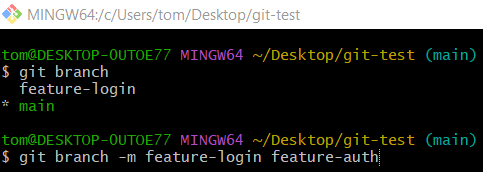 MINGW64:/c/Users/tom/Desktop/git-test
tom@DESKTOP-OUTOE77 MINGW64 ~/Desktop/git-test (main)
$ git branch
  feature-login
* main
tom@DESKTOP-OUTOE77 MINGW64 ~/Desktop/git-test (main)
$ git branch -m feature-login feature-auth